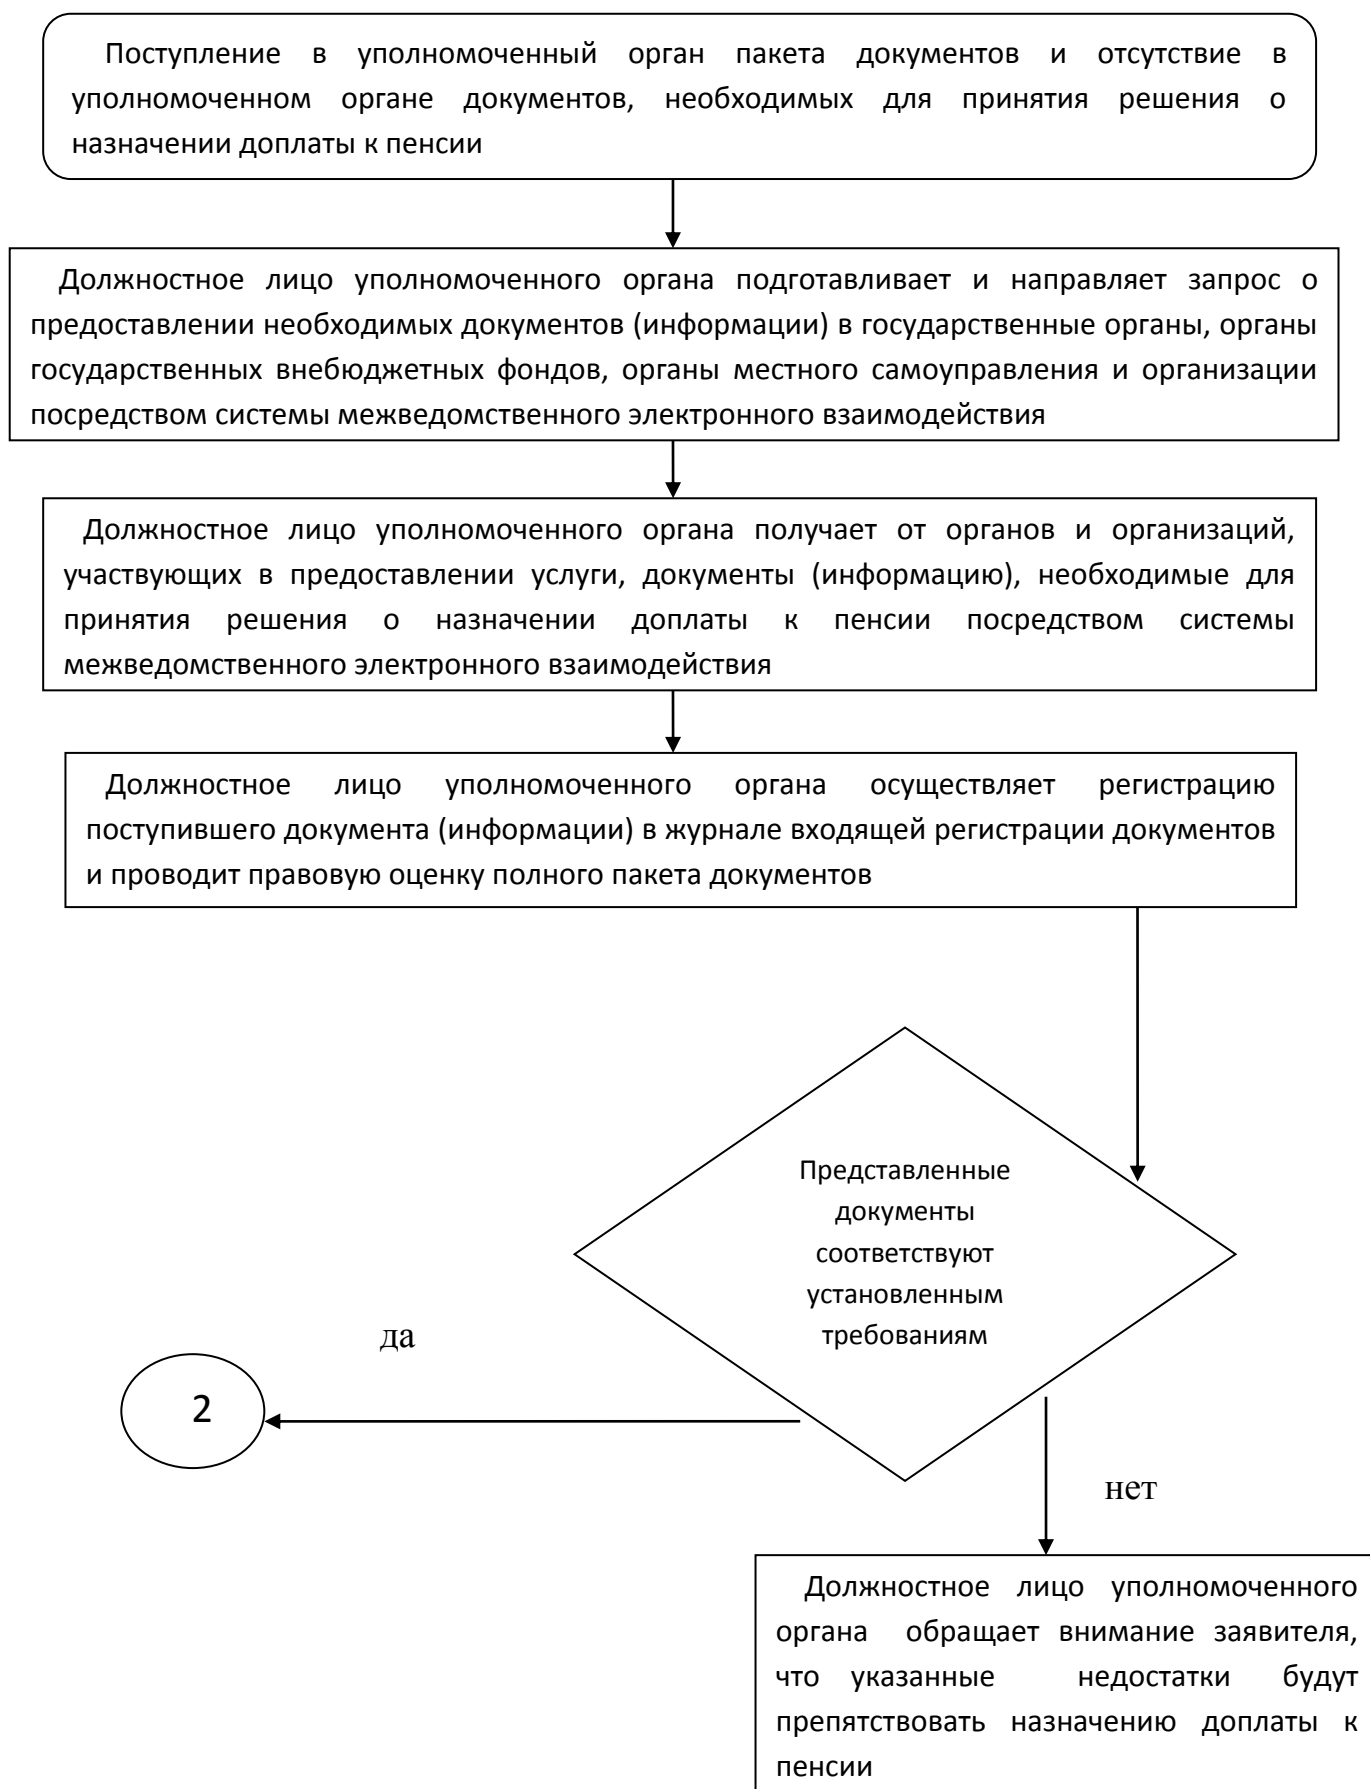 Поступление в уполномоченный орган пакета документов и отсутствие в
уполномоченном органе документов, необходимых для принятия решения о
назначении доплаты к пенсии
Должностное лицо уполномоченного органа подготавливает и направляет запрос о
предоставлении необходимых документов (информации) в государственные органы, органы
государственных внебюджетных фондов, органы местного самоуправления и организации
посредством системы межведомственного электронного взаимодействия
Должностное лицо уполномоченного органа получает от органов и организаций,
участвующих в предоставлении услуги, документы (информацию), необходимые для
принятия решения о назначении доплаты к пенсии посредством системы
межведомственного электронного взаимодействия
Должностное лицо уполномоченного органа осуществляет регистрацию
поступившего документа (информации) в журнале входящей регистрации документов
и проводит правовую оценку полного пакета документов
Представленные
документы
соответствуют
установленным
требованиям
да
2
нет
Должностное лицо уполномоченного
органа обращает внимание заявителя,
что указанные недостатки будут
препятствовать назначению доплаты к
пенсии